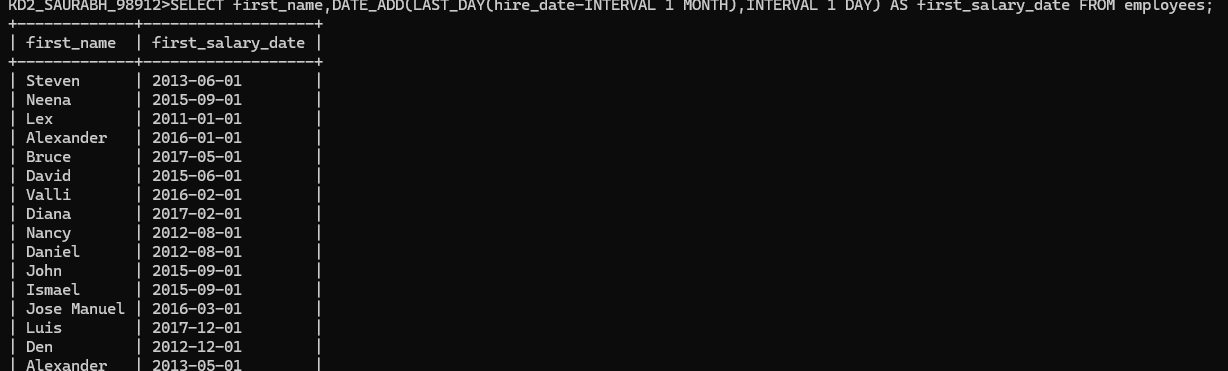 KD2_SAURABH_98912>SELECT first_name,DATE_ADD(LAST_DAY(hire_date-INTERVAL 1 MONTH),INTERVAL 1 DAY) AS first_salary_date FROM employees;
+-------------+-------------------+
| first_name  | first_salary_date |
+-------------+-------------------+
| Steven      | 2013-06-01        |
| Neena       | 2015-09-01        |
| Lex         | 2011-01-01        |
| Alexander   | 2016-01-01        |
| Bruce       | 2017-05-01        |
| David       | 2015-06-01        |
| Valli       | 2016-02-01        |
| Diana       | 2017-02-01        |
| Nancy       | 2012-08-01        |
| Daniel      | 2012-08-01        |
| John        | 2015-09-01        |
| Ismael      | 2015-09-01        |
| Jose Manuel | 2016-03-01        |
| Luis        | 2017-12-01        |
| Den         | 2012-12-01        |
| Alexander   | 2013-05-01        |